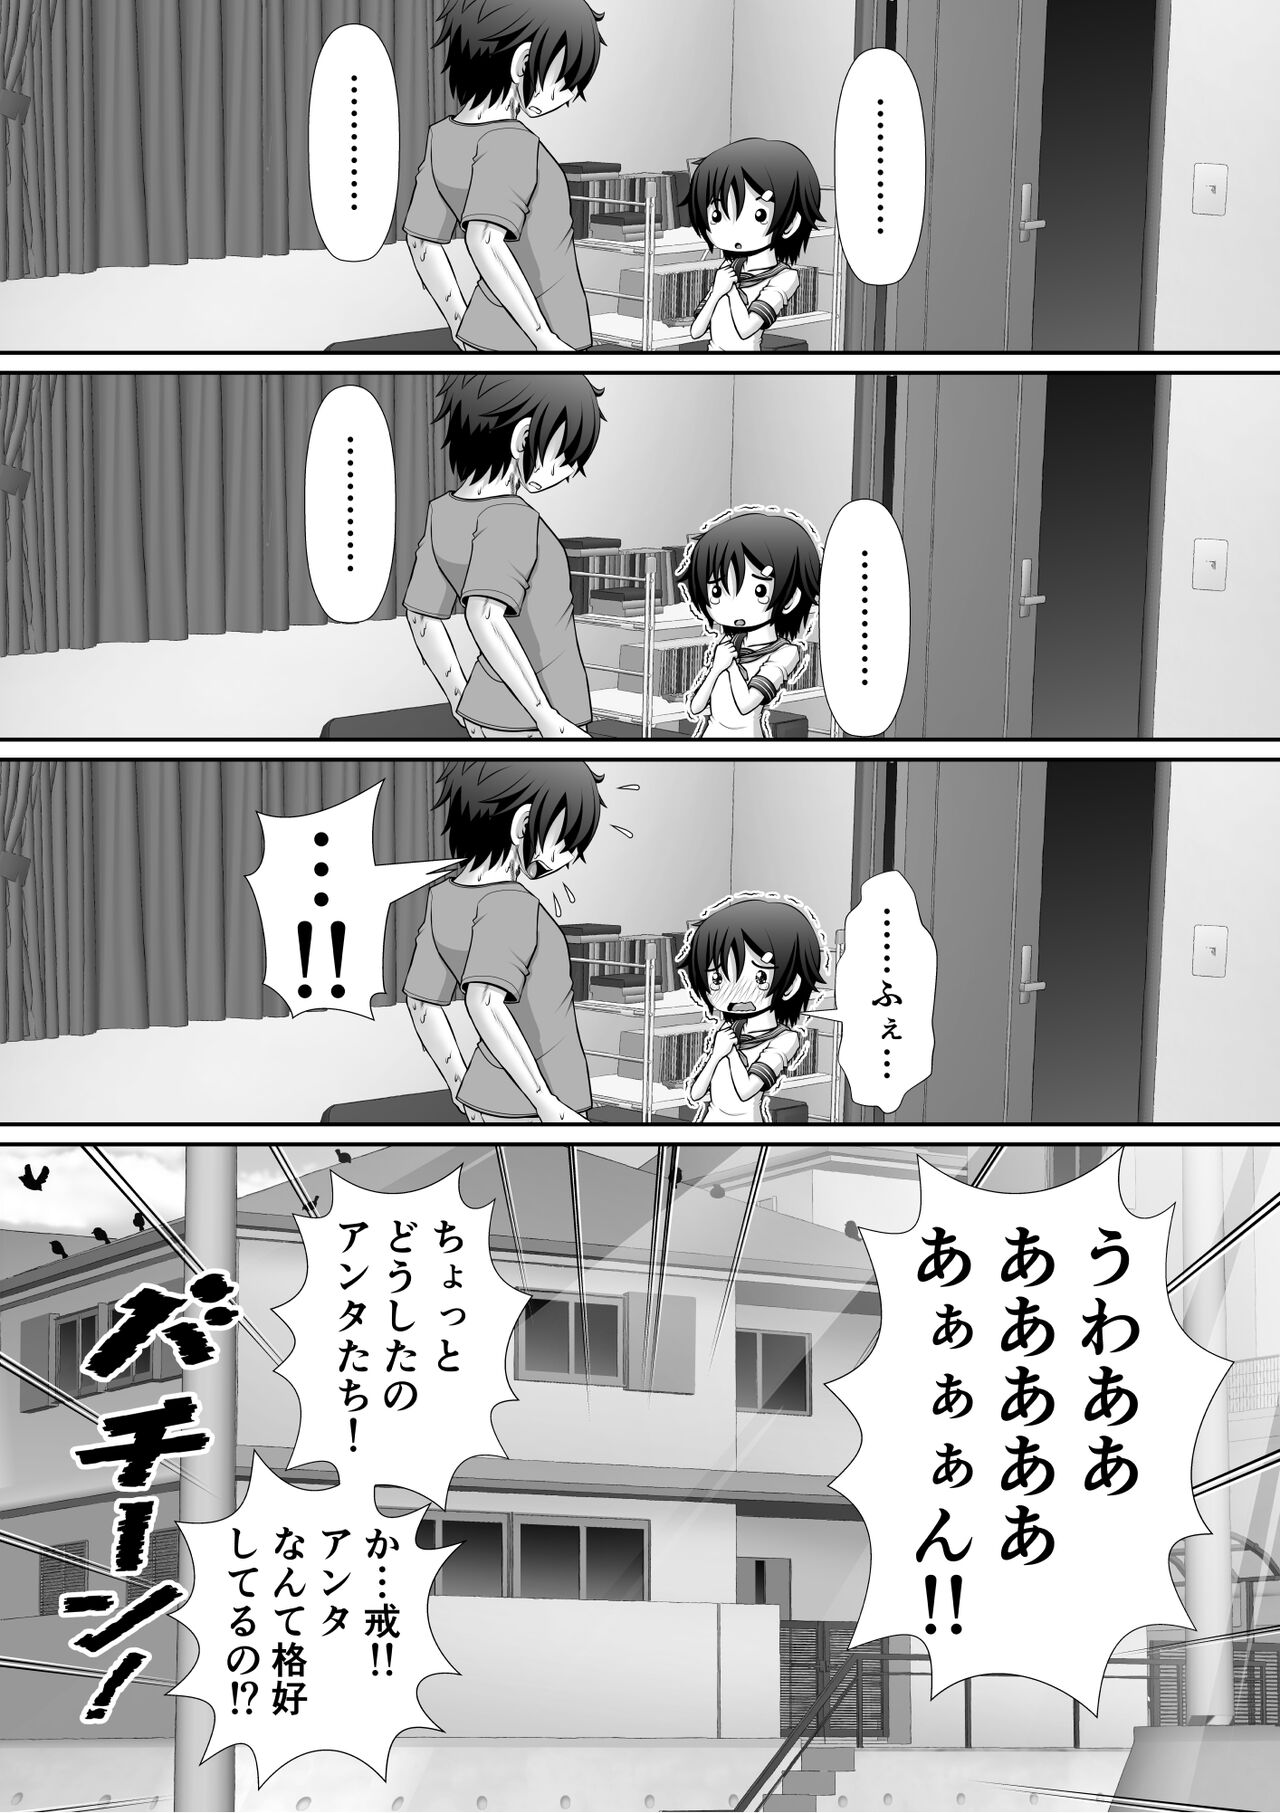 …………
…………
…………
…………
……ふぇ…
…!!
うわああ
あああああ
あぁぁぁぁん!!
ちょっと
どうしたの
アンタたち!
か…戒!!
アンタ
なんて格好
してるの!?
バチーン!